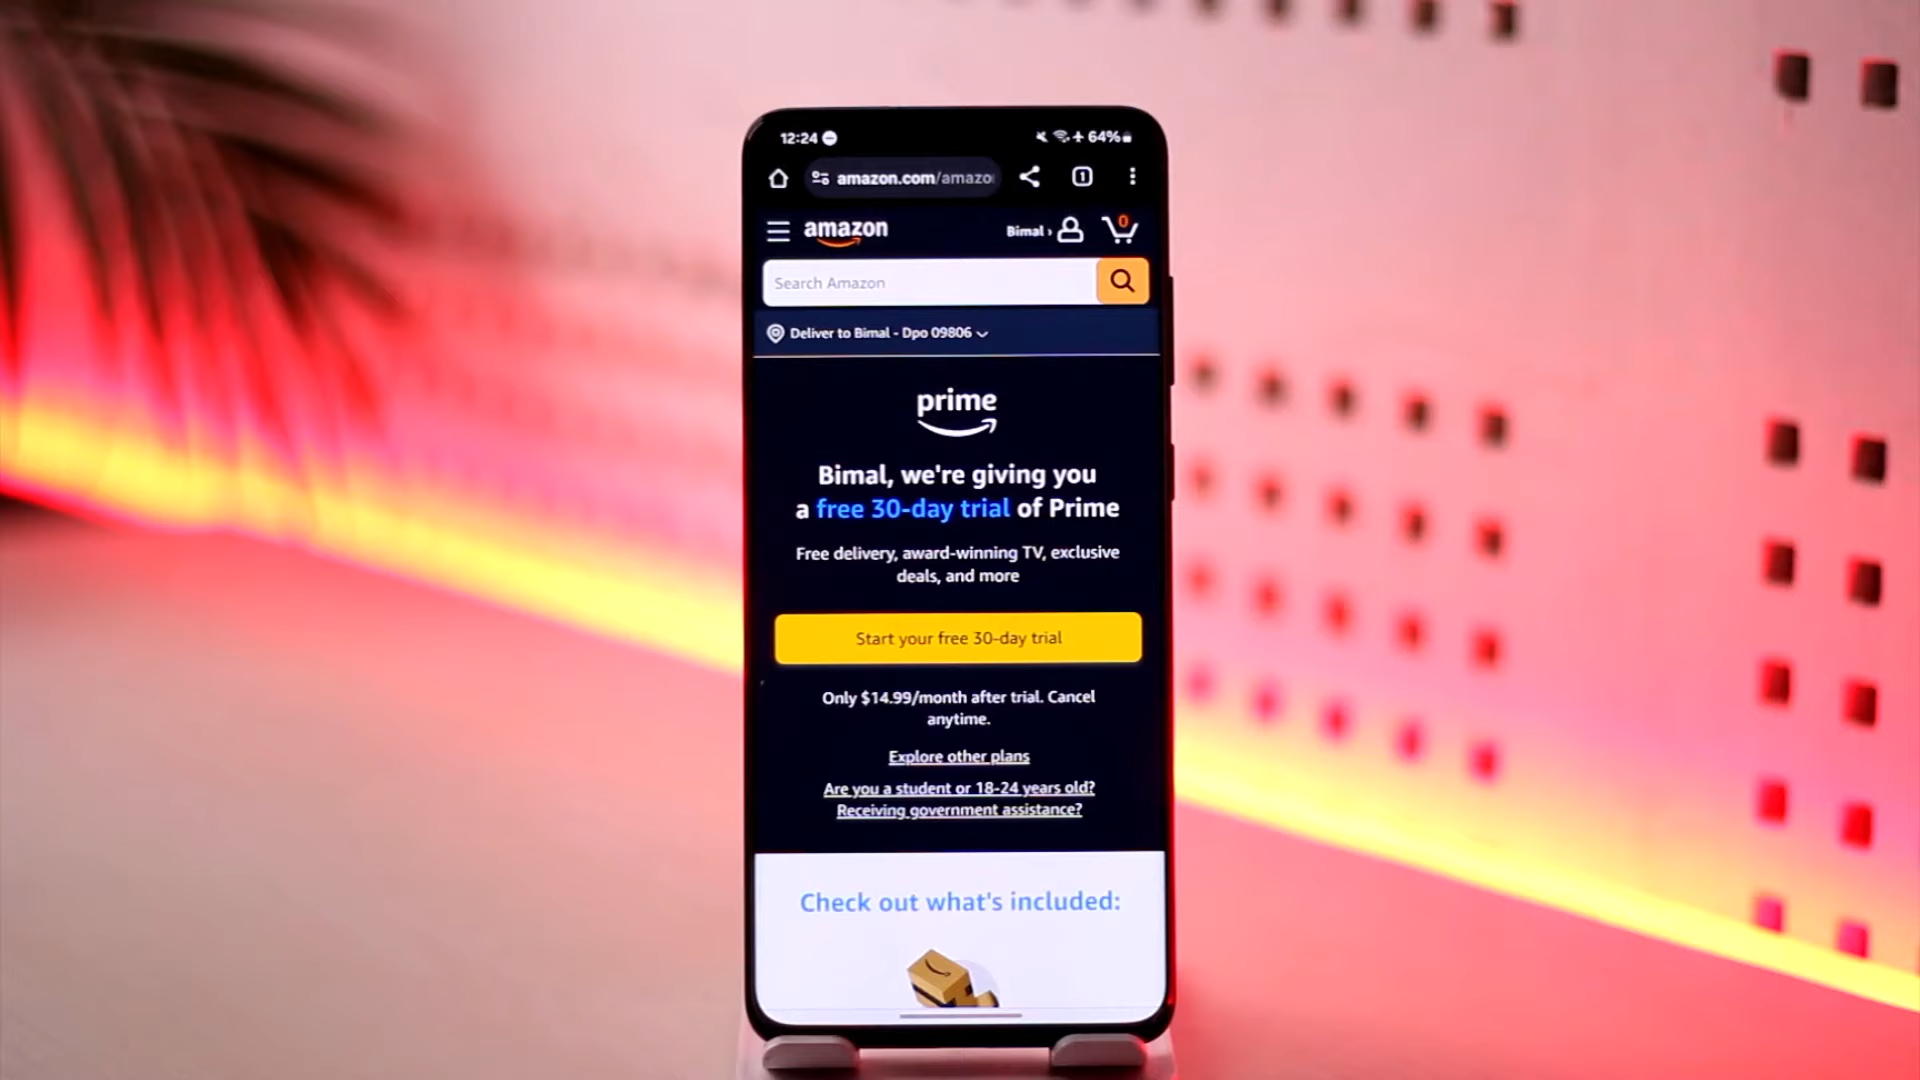 12:24
64%
amazon.com/amazo
1
amazon
Bimal ›
0
Search Amazon
Deliver to Bimal - Dpo 09806
prime
Bimal, we're giving you
a free 30-day trial of Prime
Free delivery, award-winning TV, exclusive
deals, and more
Start your free 30-day trial
Only $14.99/month after trial. Cancel
anytime.
Explore other plans
Are you a student or 18-24 years old?
Receiving government assistance?
Check out what's included: